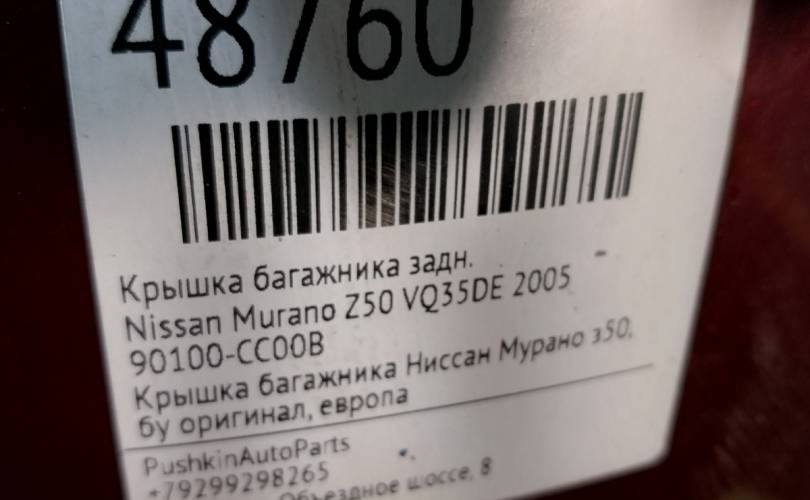 48760
Крышка багажника задн.
Nissan Murano Z50 VQ35DE 2005
90100-CC00B
Крышка багажника Ниссан Мурано з50,
бу оригинал, европа
PushkinAutoParts
+79299298265
Объездное шоссе, 8